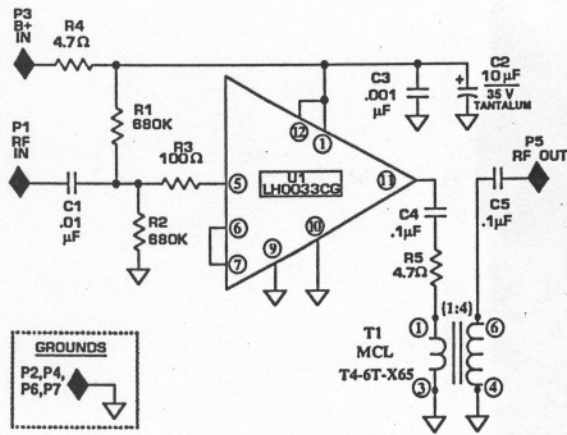 P3
B+
IN
R4
4.7Ω
R1
680K
P1
RF
IN
R3
100Ω
C1
.01
μF
R2
680K
5
6
7
12
1
U1
LH0033CG
11
9
10
C3
.001
μF
+
C2
10 μF
35 V
TANTALUM
P5
RF OUT
C4
.1μF
C5
.1μF
R5
4.7Ω
{1:4}
T1
MCL
T4-6T-X65
1
3
6
4
GROUNDS
P2,P4,
P6,P7